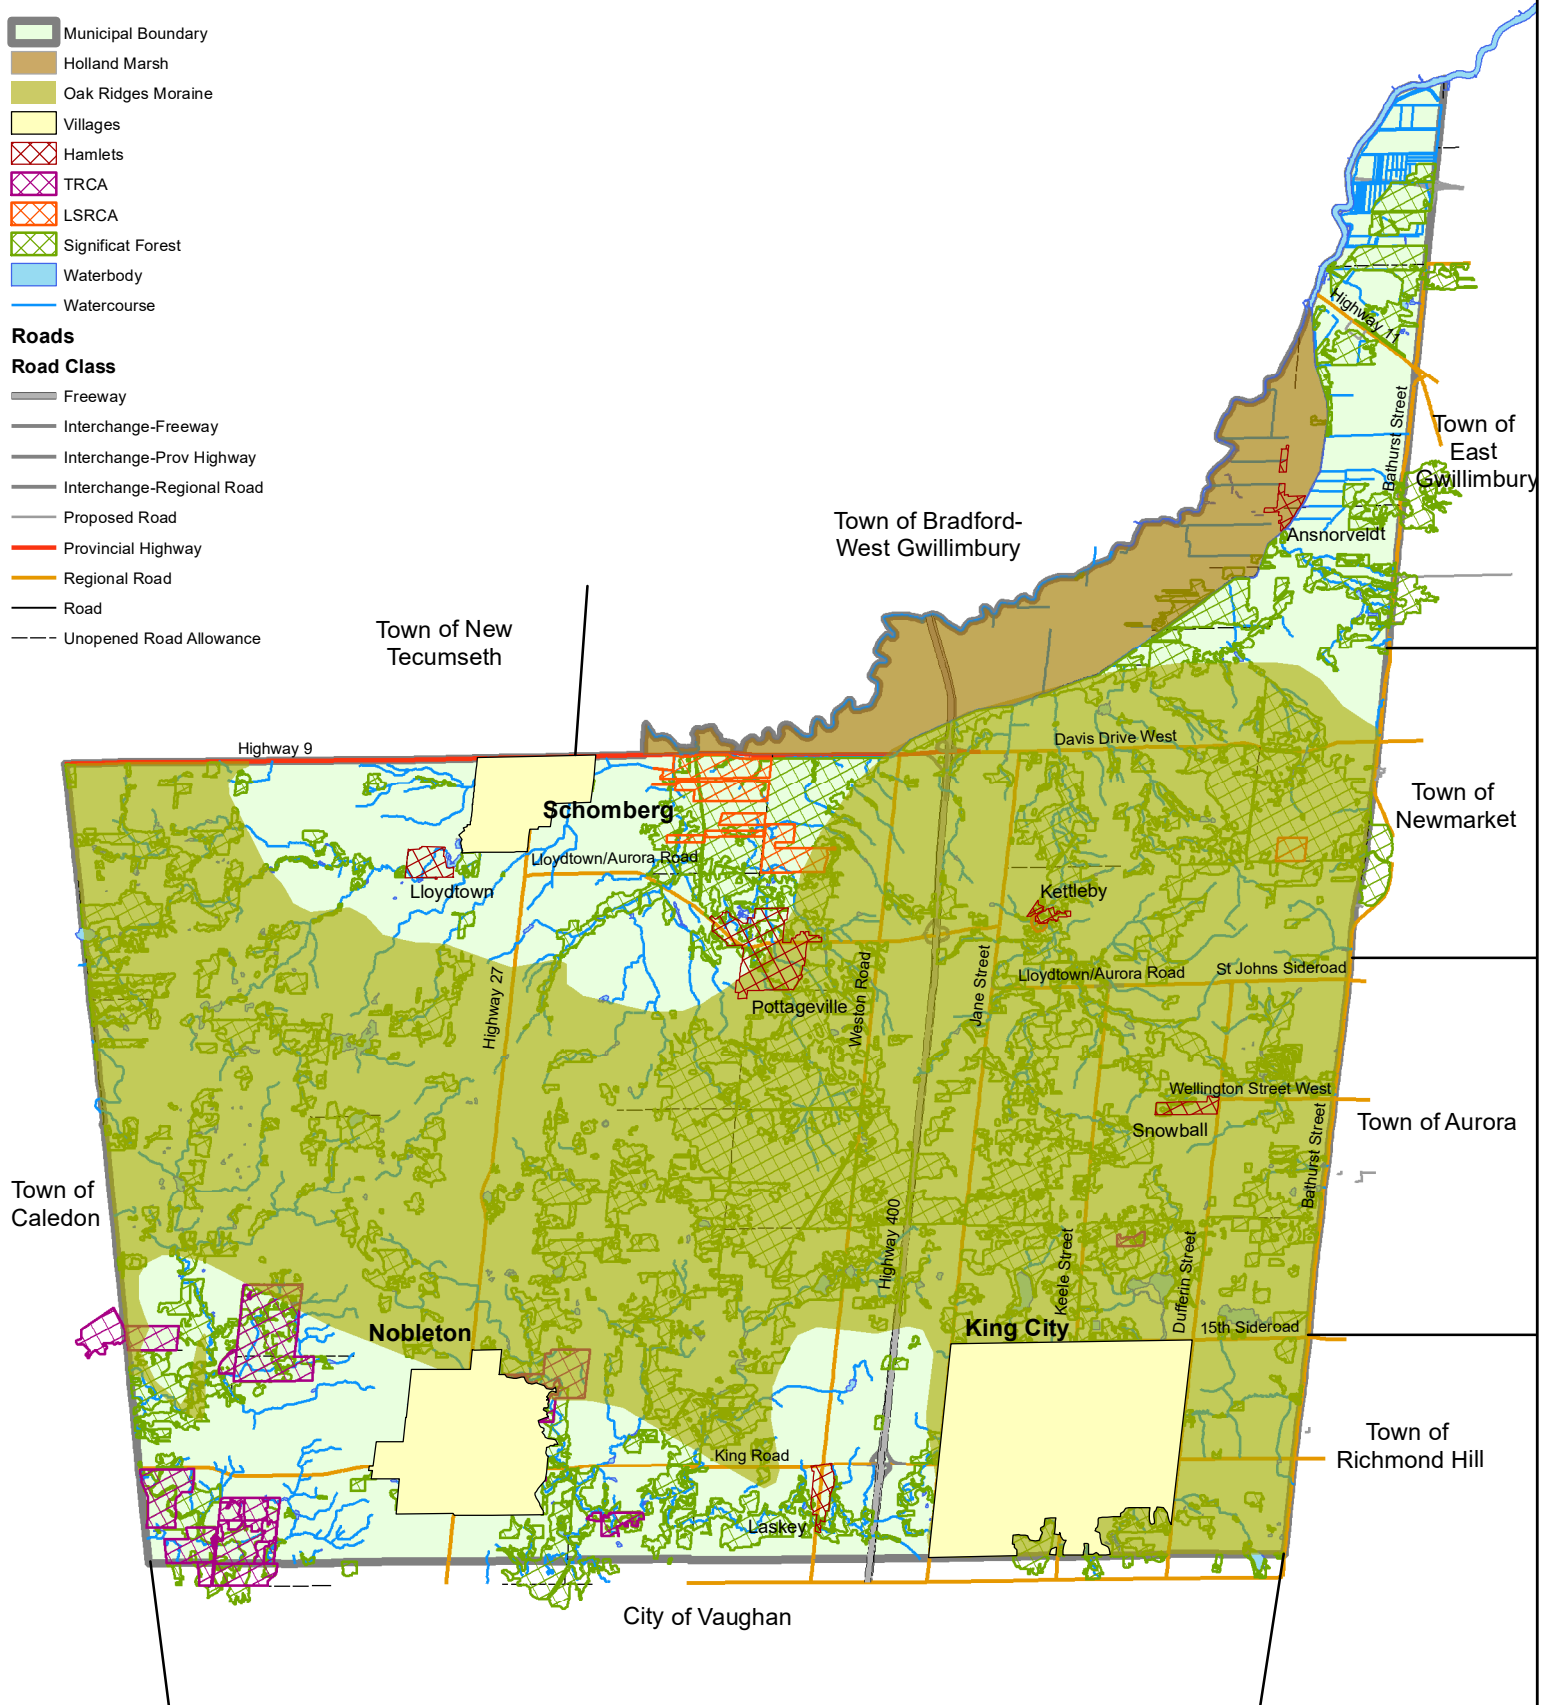 Municipal Boundary
Holland Marsh
Oak Ridges Moraine
Villages
Hamlets
TRCA
LSRCA
Significat Forest
Waterbody
Watercourse
Roads
Road Class
Freeway
Interchange-Freeway
Interchange-Prov Highway
Interchange-Regional Road
Proposed Road
Provincial Highway
Regional Road
Road
Unopened Road Allowance
Highway 11
Bathurst Street
Town of
East
Gwillimbury
Town of Bradford-
West Gwillimbury
Ansnorveldt
Town of New
Tecumseth
Highway 9
Davis Drive West
Schomberg
Town of
Newmarket
Lloydtown/Aurora Road
Lloydtown
Kettleby
Highway 27
Pottageville
Weston Road
Jane Street
Lloydtown/Aurora Road
St Johns Sideroad
Wellington Street West
Snowball
Town of Aurora
Bathurst Street
Town of
Caledon
Highway 400
Keele Street
Dufferin Street
Nobleton
King City
15th Sideroad
King Road
Laskey
Town of
Richmond Hill
City of Vaughan